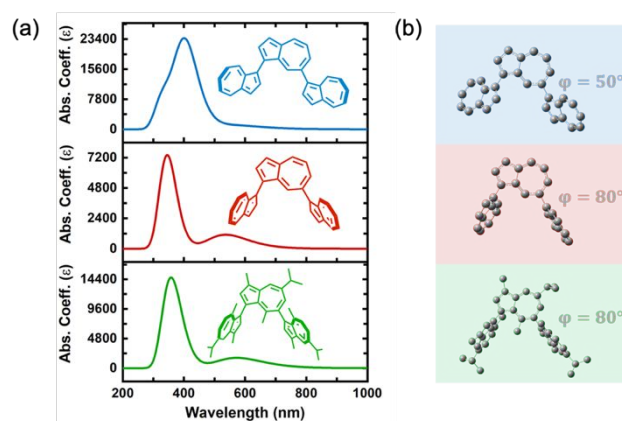 (a)
(b)
Abs. Coeff. (ε)
23400
15600
7800
0
φ = 50°
Abs. Coeff. (ε)
7200
4800
2400
0
φ = 80°
Abs. Coeff. (ε)
14400
9600
4800
0
φ = 80°
200 400 600 800 1000
Wavelength (nm)